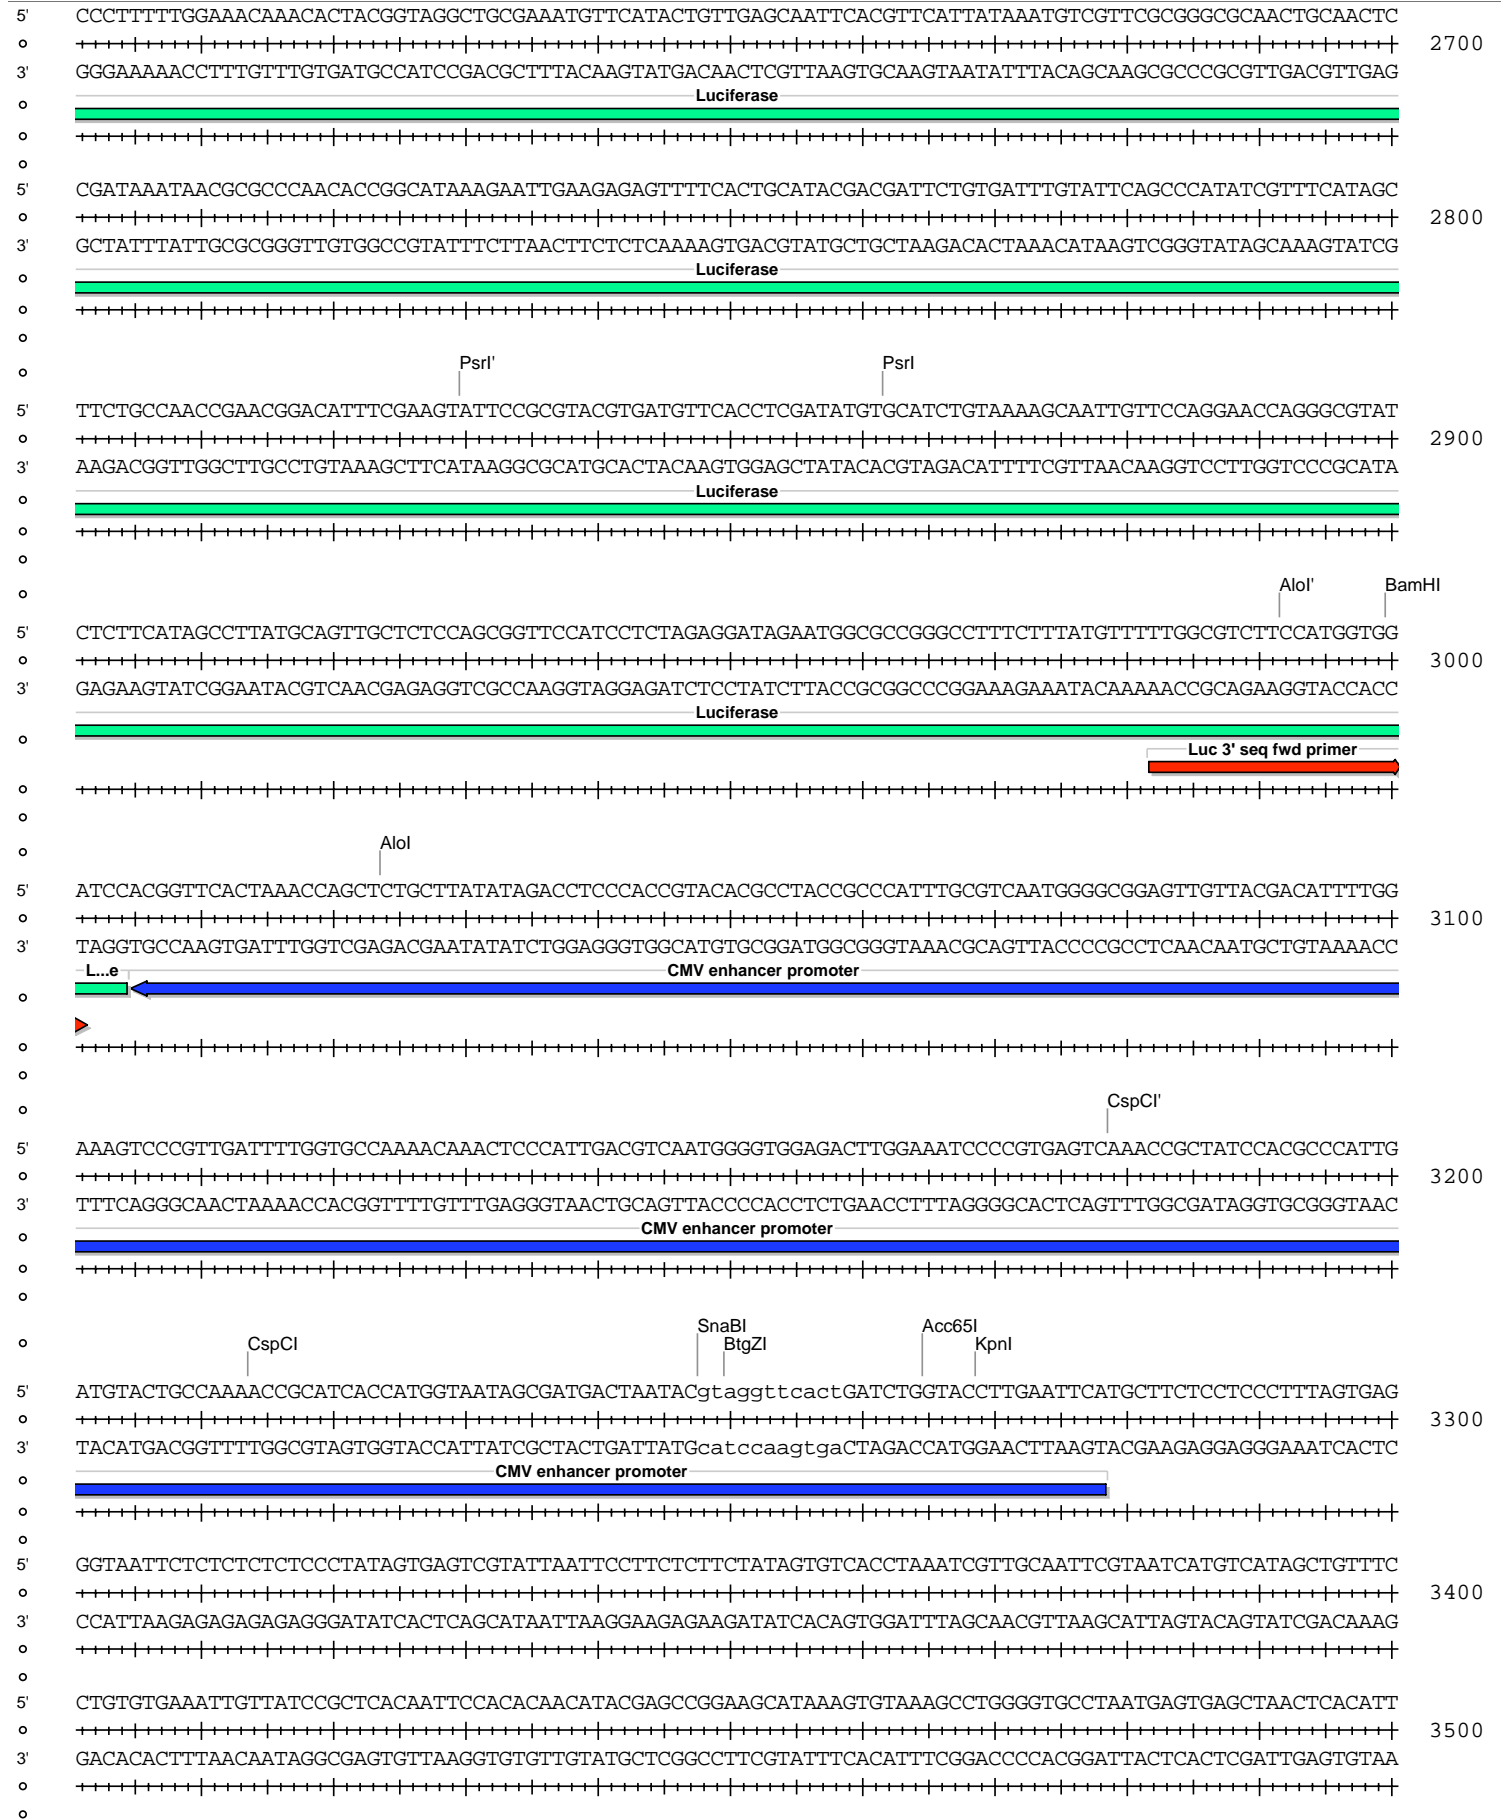 5' CCCTTTTTGGAAACAAACACTACGGTAGGCTGCGAAATGTTCATACTGTTGAGCAATTCACGTTCATTATAAATGTCGTTCGCGGGCGCAACTGCAACTC
2700
3' GGGAAAAACCTTTGTTTGTGATGCCATCCGACGCTTTACAAGTATGACAACTCGTTAAGTGCAAGTAATATTTACAGCAAGCGCCCGCGTTGACGTTGAG
Luciferase
5' CGATAAATAACGCGCCCAACACCGGCATAAAGAATTGAAGAGAGTTTTCACTGCATACGACGATTCTGTGATTTGTATTCAGCCCATATCGTTTCATAGC
2800
3' GCTATTTATTGCGCGGGTTGTGGCCGTATTTCTTAACTTCTCTCAAAAGTGACGTATGCTGCTAAGACACTAAACATAAGTCGGGTATAGCAAAGTATCG
Luciferase
PsrI' PsrI
5' TTCTGCCAACCGAACGGACATTTCGAAGTATTCCGCGTACGTGATGTTCACCTCGATATGTGCATCTGTAAAAGCAATTGTTCCAGGAACCAGGGCGTAT
2900
3' AAGACGGTTGGCTTGCCTGTAAAGCTTCATAAGGCGCATGCACTACAAGTGGAGCTATACACGTAGACATTTTCGTTAACAAGGTCCTTGGTCCCGCATA
Luciferase
AloI' BamHI
5' CTCTTCATAGCCTTATGCAGTTGCTCTCCAGCGGTTCCATCCTCTAGAGGATAGAATGGCGCCGGGCCTTTCTTTATGTTTTTGGCGTCTTCCATGGTGG
3000
3' GAGAAGTATCGGAATACGTCAACGAGAGGTCGCCAAGGTAGGAGATCTCCTATCTTACCGCGGCCCGGAAAGAAATACAAAAACCGCAGAAGGTACCACC
Luciferase
Luc 3' seq fwd primer
AloI
5' ATCCACGGTTCACTAAACCAGCTCTGCTTATATAGACCTCCCACCGTACACGCCTACCGCCCATTTGCGTCAATGGGGCGGAGTTGTTACGACATTTTGG
3100
3' TAGGTGCCAAGTGATTTGGTCGAGACGAATATATCTGGAGGGTGGCATGTGCGGATGGCGGGTAAACGCAGTTACCCCGCCTCAACAATGCTGTAAAACC
L...e CMV enhancer promoter
CspCI'
5' AAAGTCCCGTTGATTTTGGTGCCAAAACAAACTCCCATTGACGTCAATGGGGTGGAGACTTGGAAATCCCCGTGAGTCAAACCGCTATCCACGCCCATTG
3200
3' TTTCAGGGCAACTAAAACCACGGTTTTGTTTGAGGGTAACTGCAGTTACCCCACCTCTGAACCTTTAGGGGCACTCAGTTTGGCGATAGGTGCGGGTAAC
CMV enhancer promoter
SnaBI Acc65I
CspCI BtgZI KpnI
5' ATGTACTGCCAAAACCGCATCACCATGGTAATAGCGATGACTAATACgtaggttcactGATCTGGTACCTTGAATTCATGCTTCTCCTCCCTTTAGTGAG
3300
3' TACATGACGGTTTTGGCGTAGTGGTACCATTATCGCTACTGATTATGcatccaagtgaCTAGACCATGGAACTTAAGTACGAAGAGGAGGGAAATCACTC
CMV enhancer promoter
5' GGTAATTCTCTCTCTCTCCCTATAGTGAGTCGTATTAATTCCTTCTCTTCTATAGTGTCACCTAAATCGTTGCAATTCGTAATCATGTCATAGCTGTTTC
3400
3' CCATTAAGAGAGAGAGAGGGATATCACTCAGCATAATTAAGGAAGAGAAGATATCACAGTGGATTTAGCAACGTTAAGCATTAGTACAGTATCGACAAAG
5' CTGTGTGAAATTGTTATCCGCTCACAATTCCACACAACATACGAGCCGGAAGCATAAAGTGTAAAGCCTGGGGTGCCTAATGAGTGAGCTAACTCACATT
3500
3' GACACACTTTAACAATAGGCGAGTGTTAAGGTGTGTTGTATGCTCGGCCTTCGTATTTCACATTTCGGACCCCACGGATTACTCACTCGATTGAGTGTAA